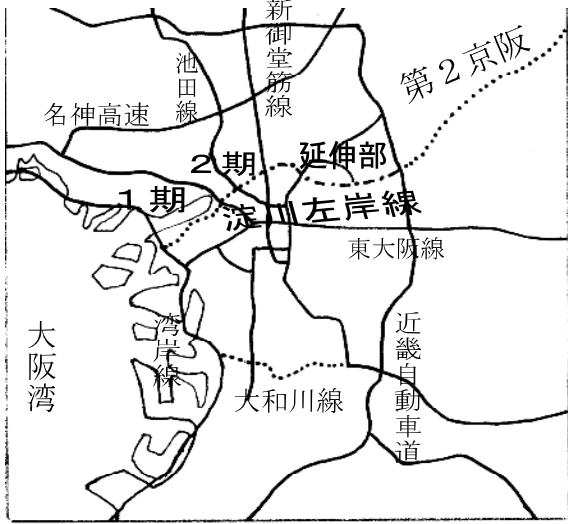 新御堂筋線
池田線
第２京阪
名神高速
２期
延伸部
１期
淀川左岸線
東大阪線
大阪湾
湾岸線
近畿自動車道
大和川線